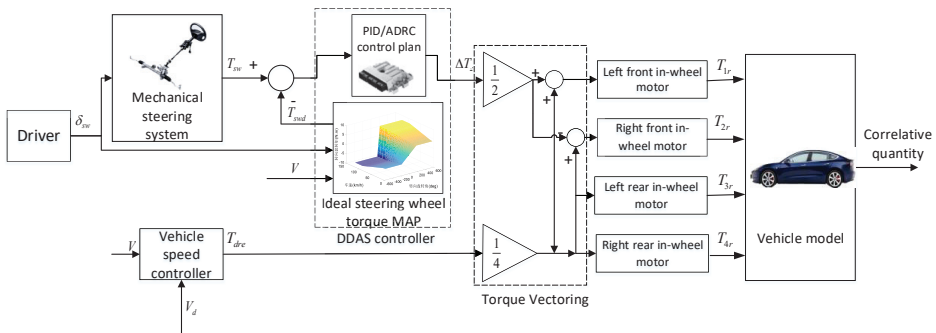 Driver
δsw
Mechanical
steering
system
Tsw
+
-
Tswd
PID/ADRC
control plan
V
Ideal steering wheel
torque MAP
DDAS controller
ΔT
1
2
+
+
-
+
Left front in-wheel
motor
T1r
Right front in-
wheel motor
T2r
Left rear in-wheel
motor
T3r
Right rear in-wheel
motor
T4r
Vehicle model
Correlative
quantity
V
Vehicle
speed
controller
Tdre
Vd
1
4
Torque Vectoring